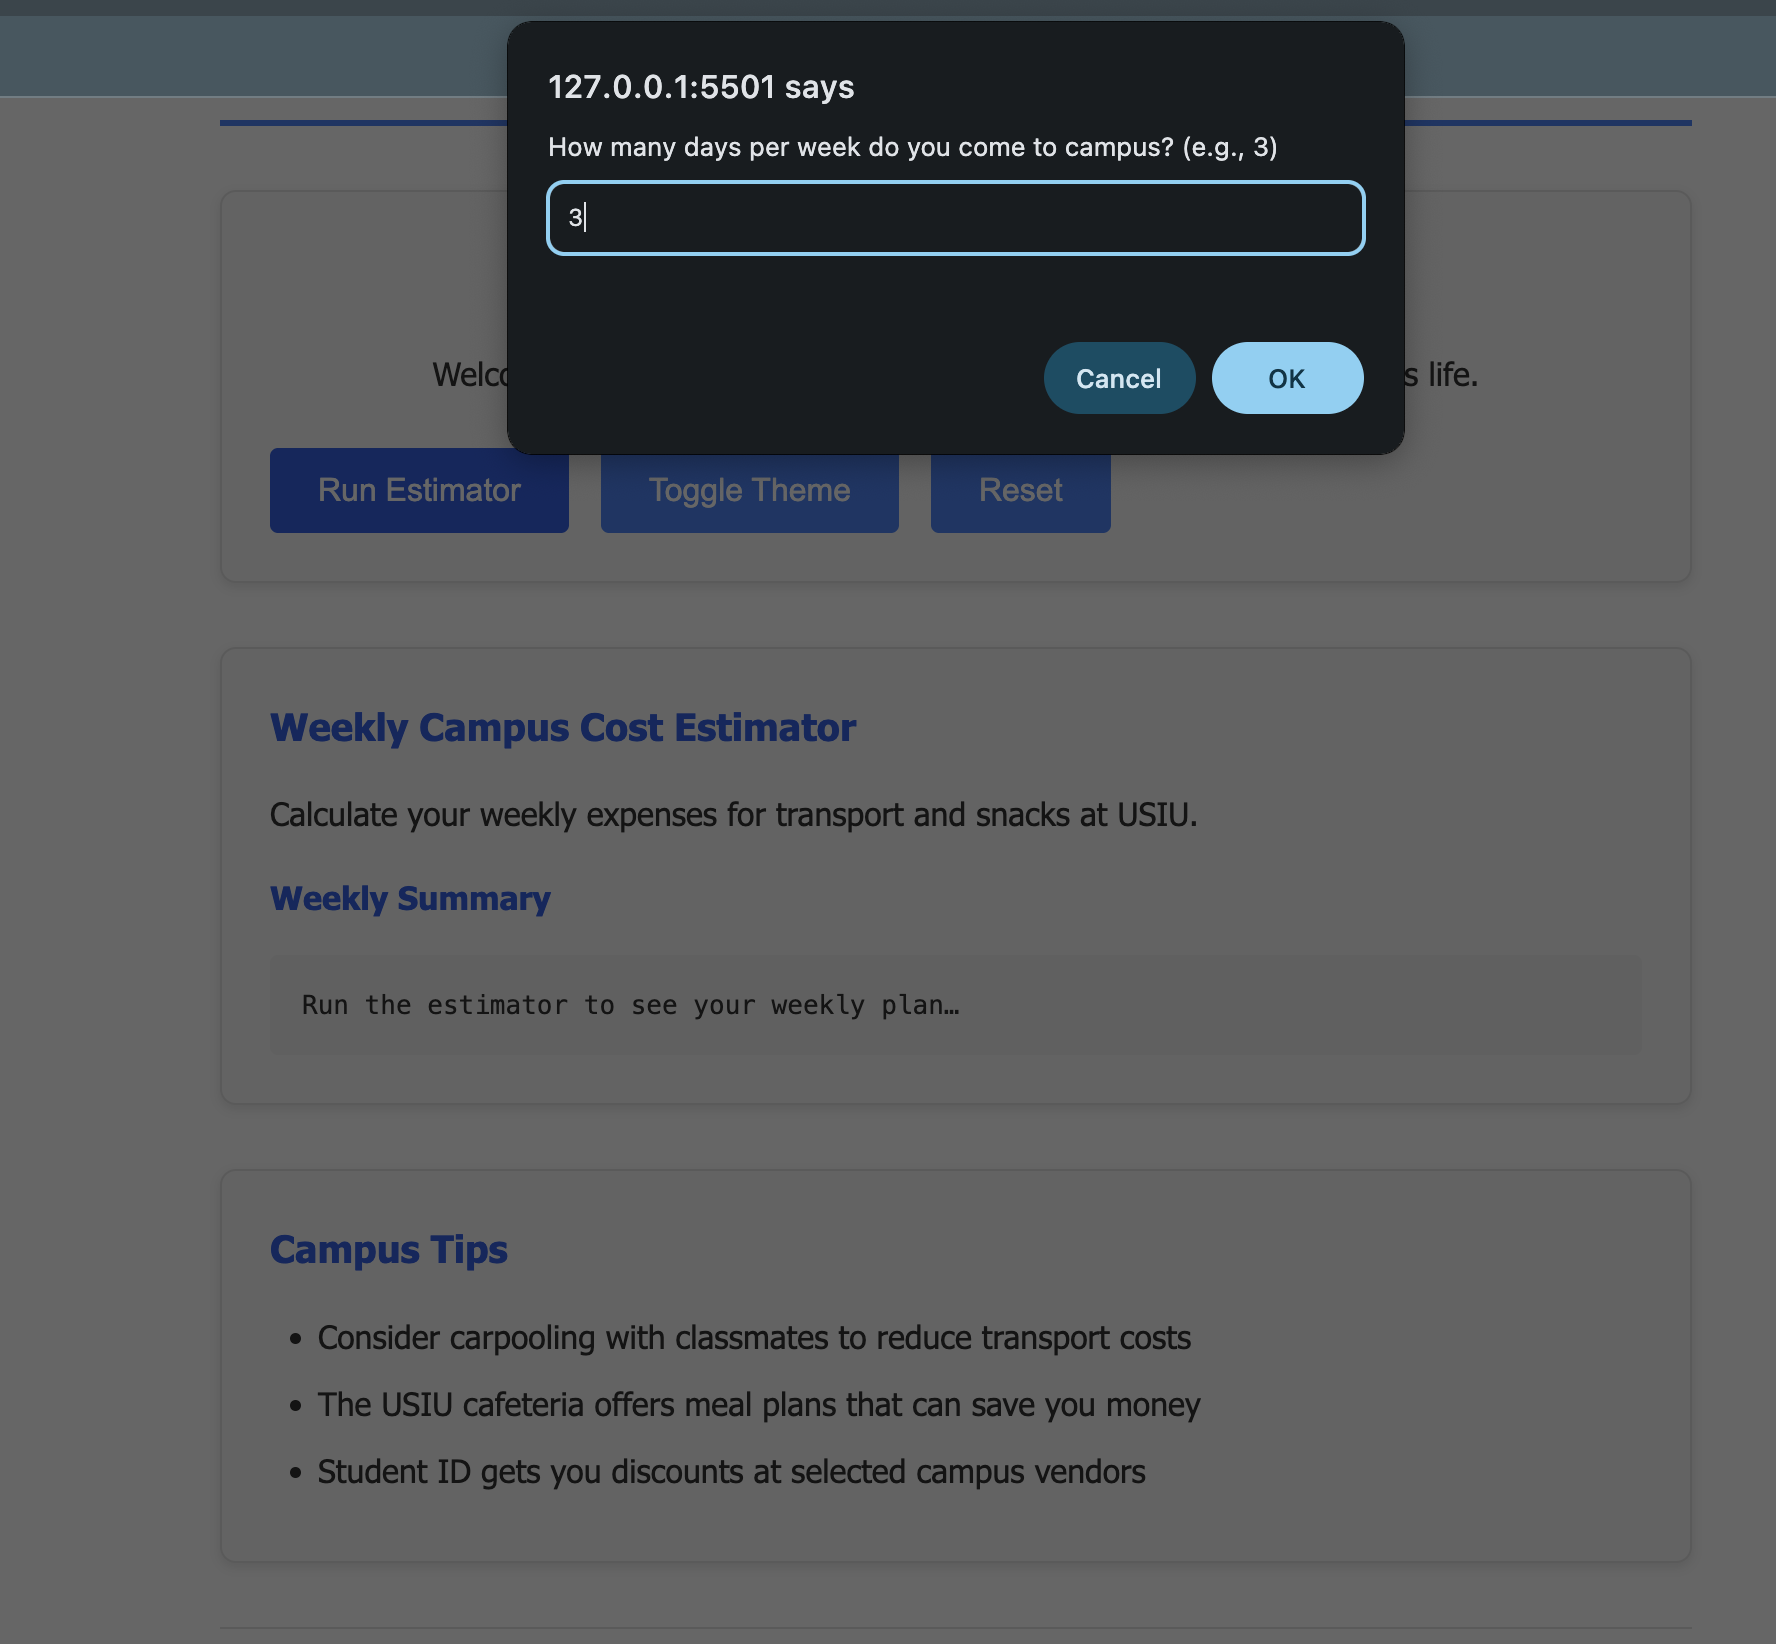 127.0.0.1:5501 says
How many days per week do you come to campus? (e.g., 3)
3
Cancel
OK
life.
Run Estimator
Toggle Theme
Reset
Weekly Campus Cost Estimator
Calculate your weekly expenses for transport and snacks at USIU.
Weekly Summary
Run the estimator to see your weekly plan…
Campus Tips
• Consider carpooling with classmates to reduce transport costs
• The USIU cafeteria offers meal plans that can save you money
• Student ID gets you discounts at selected campus vendors